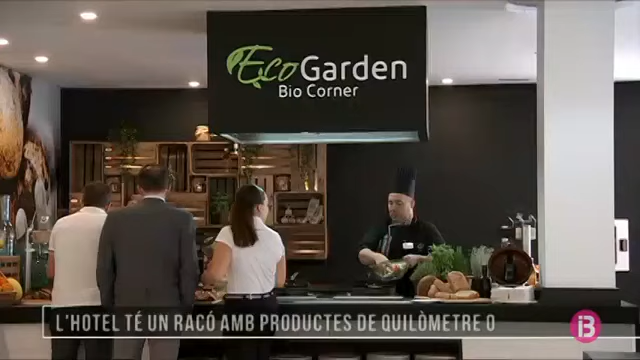 EcoGarden
Bio Corner
L'HOTEL TÉ UN RACÓ AMB PRODUCTES DE QUILÒMETRE 0
IB